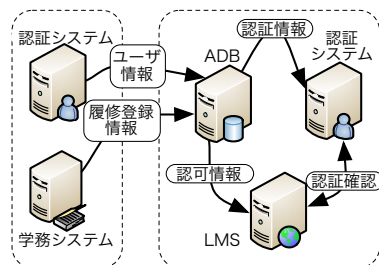 認証システム
ユーザ
情報
履修登録
情報
学務システム
ADB
認証情報
認証
システム
認可情報
認証確認
LMS